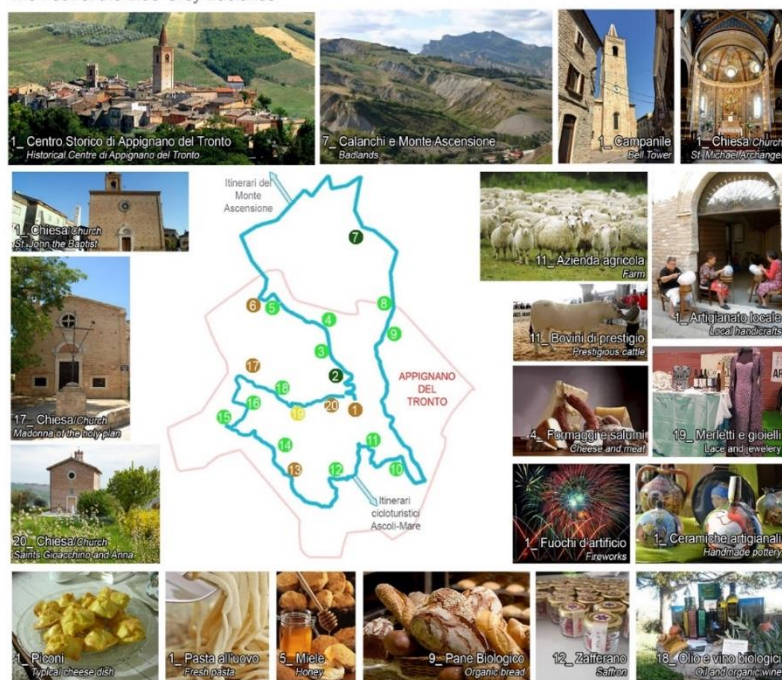 1_ Centro Storico di Appignano del Tronto
Historical Centre of Appignano del Tronto
7_ Calanchi e Monte Ascensione
Badlands
1_ Campanile
Bell Tower
1_ Chiesa/Church
St. Michael Archangel
1_ Chiesa/Church
St. John the Baptist
Itinerari del
Monte
Ascensione
7
11_ Azienda agricola
Farm
1_ Artigianato locale
Local handicrafts
6
5
4
8
9
3
11_ Bovini di prestigio
Prestigious cattle
17_ Chiesa/Church
Madonna of the holy plan
17
2
18
16
19
20
1
15
APPIGNANO
DEL
TRONTO
4_ Formaggi e salumi
Cheese and meat
19_ Merletti e gioielli
Lace and jewelery
14
11
13
12
10
Itinerari
cicloturistici
Ascoli-Mare
20_ Chiesa/Church
Saints Gioacchino and Anna
1_ Fuochi d'artificio
Fireworks
1_ Ceramiche artigianali
Handmade pottery
1_ Piconi
Typical cheese dish
1_ Pasta all'uovo
Fresh pasta
5_ Miele
Honey
9_ Pane Biologico
Organic bread
12_ Zafferano
Saffron
18_ Olio e vino biologici
Oil and organic wine